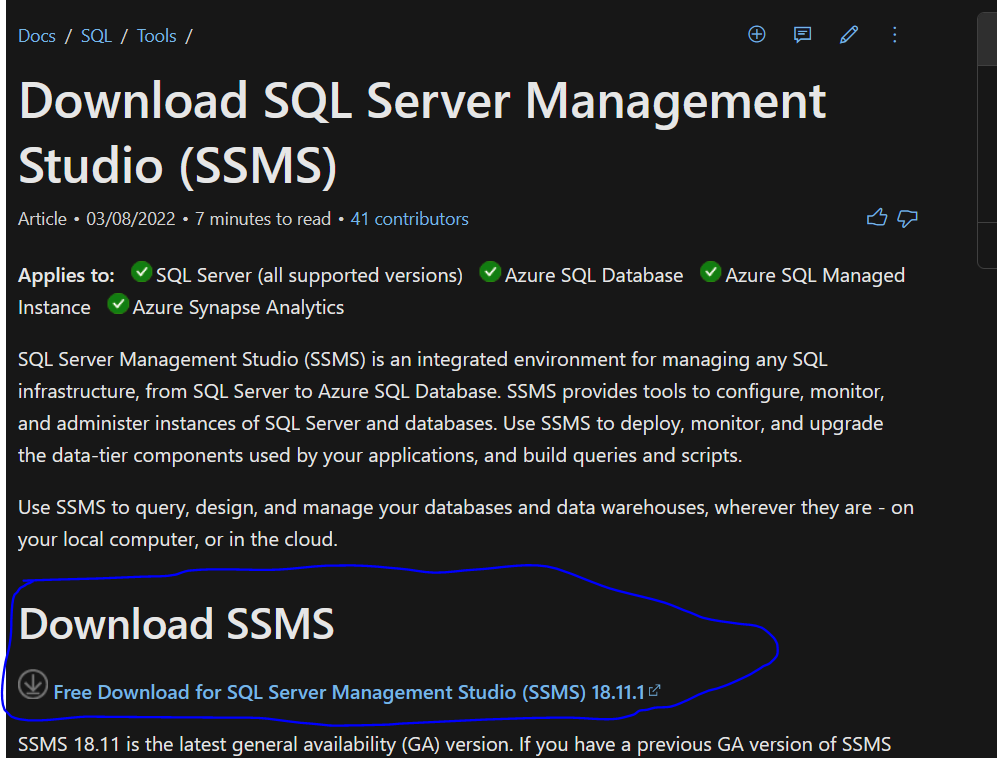 Docs / SQL / Tools /
Download SQL Server Management
Studio (SSMS)
Article • 03/08/2022 • 7 minutes to read • 41 contributors
Applies to: SQL Server (all supported versions) Azure SQL Database Azure SQL Managed
Instance Azure Synapse Analytics
SQL Server Management Studio (SSMS) is an integrated environment for managing any SQL
infrastructure, from SQL Server to Azure SQL Database. SSMS provides tools to configure, monitor,
and administer instances of SQL Server and databases. Use SSMS to deploy, monitor, and upgrade
the data-tier components used by your applications, and build queries and scripts.
Use SSMS to query, design, and manage your databases and data warehouses, wherever they are - on
your local computer, or in the cloud.
Download SSMS
Free Download for SQL Server Management Studio (SSMS) 18.11.1
SSMS 18.11 is the latest general availability (GA) version. If you have a previous GA version of SSMS